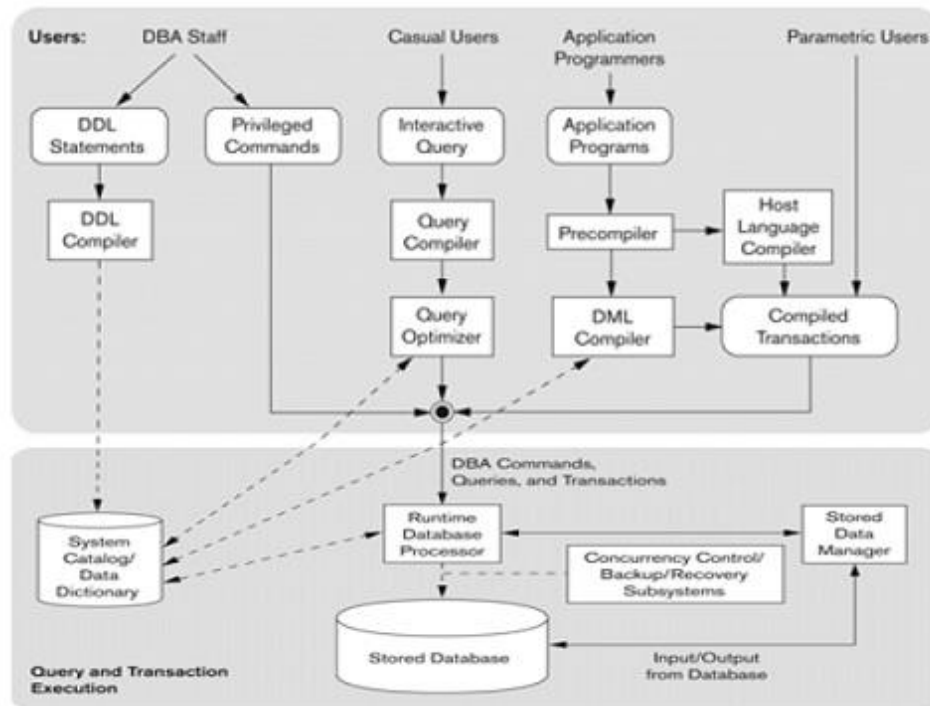 Users:
DBA Staff
Casual Users
Application
Programmers
Parametric Users
DDL
Statements
Privileged
Commands
Interactive
Query
Application
Programs
DDL
Compiler
Query
Compiler
Precompiler
Host
Language
Compiler
Query
Optimizer
DML
Compiler
Compiled
Transactions
DBA Commands,
Queries, and Transactions
System
Catalog/
Data
Dictionary
Runtime
Database
Processor
Stored
Data
Manager
Concurrency Control/
Backup/Recovery
Subsystems
Stored Database
Input/Output
from Database
Query and Transaction
Execution